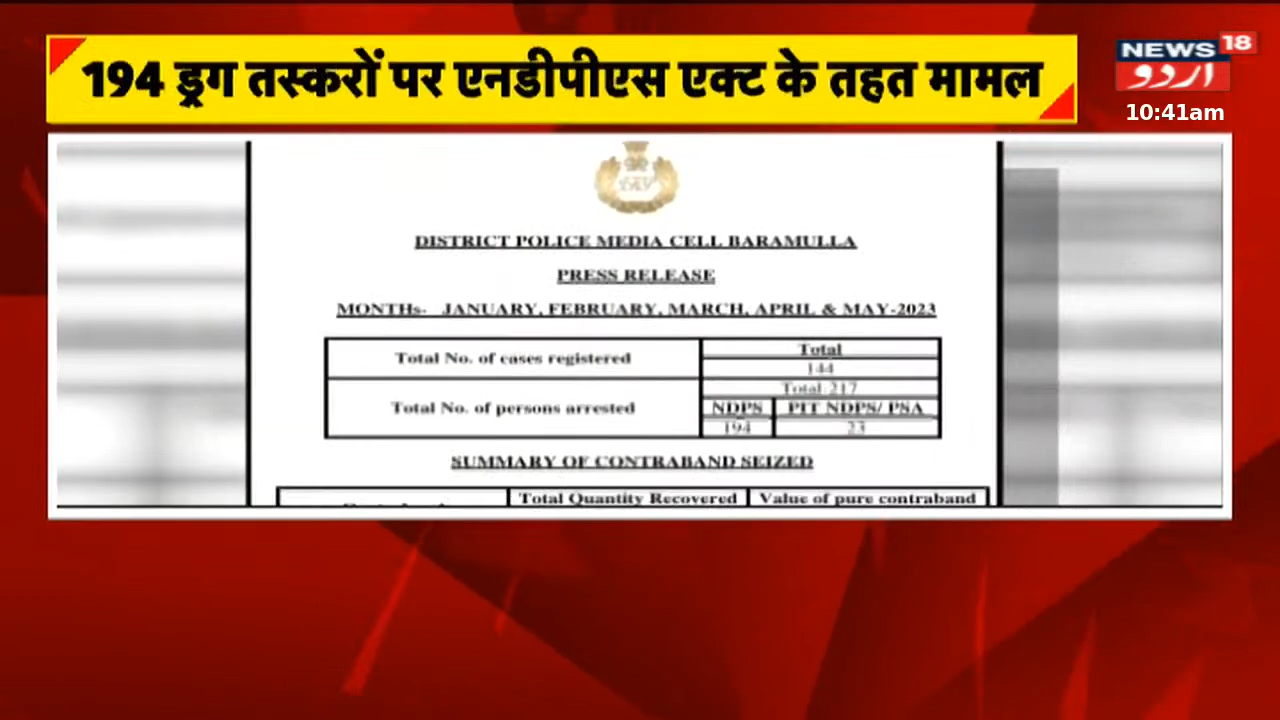 194 ड्रग तस्करों पर एनडीपीएस एक्ट के तहत मामल
NEWS 18
اردو
10:41am
DISTRICT POLICE MEDIA CELL BARAMULLA
PRESS RELEASE
MONTHs- JANUARY, FEBRUARY, MARCH, APRIL & MAY-2023
Total No. of cases registered
Total
144
Total No. of persons arrested
Total 217
NDPS PIT NDPS/ PSA
194 23
SUMMARY OF CONTRABAND SEIZED
Total Quantity Recovered Value of pure contraband